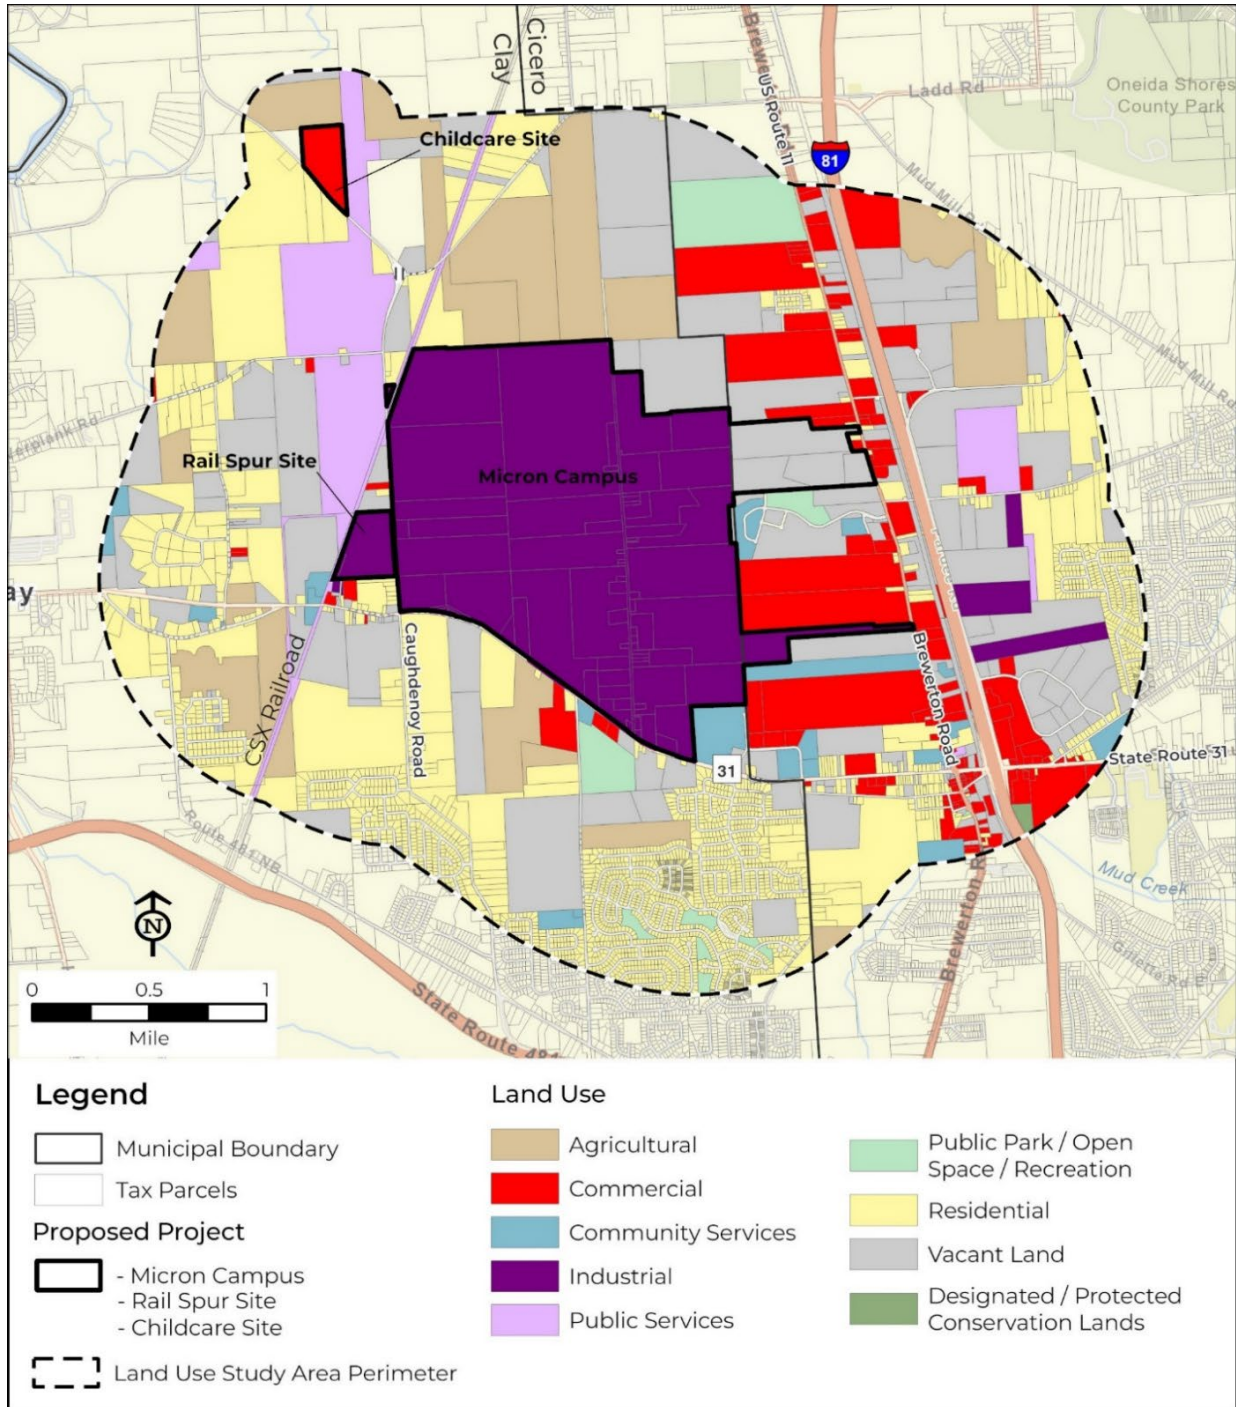 Cicero
Clay
Brewerton
US Route 11
Ladd Rd
Oneida Shores
County Park
81
Childcare Site
Mud Mill Rd
Mud Mill Rd
erplank Rd
Rail Spur Site
Micron Campus
ay
CSX Railroad
Caughdenoy Road
Brewerton Road
State Route 31
31
Route 481 NB
Mud Creek
Brewerton R
Gillette Rd E
State Route 481
N
0 0.5 1
Mile
Legend
Municipal Boundary
Tax Parcels
Proposed Project
- Micron Campus
- Rail Spur Site
- Childcare Site
Land Use Study Area Perimeter
Land Use
Agricultural
Commercial
Community Services
Industrial
Public Services
Public Park / Open
Space / Recreation
Residential
Vacant Land
Designated / Protected
Conservation Lands